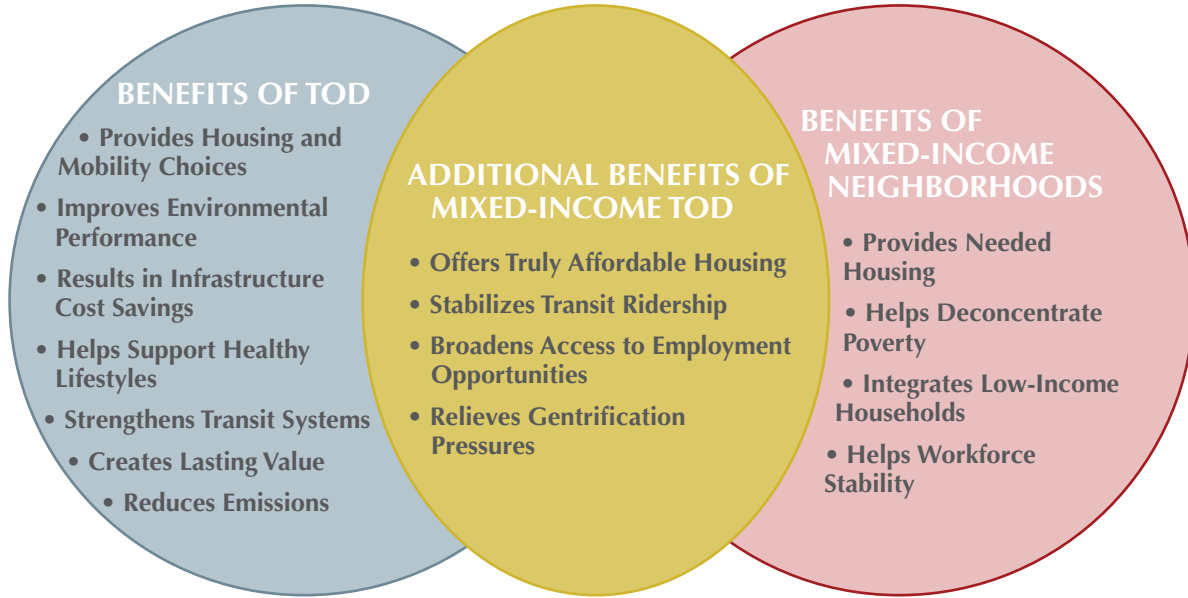 BENEFITS OF TOD
• Provides Housing and
Mobility Choices
• Improves Environmental
Performance
• Results in Infrastructure
Cost Savings
• Helps Support Healthy
Lifestyles
• Strengthens Transit Systems
• Creates Lasting Value
• Reduces Emissions
ADDITIONAL BENEFITS OF
MIXED-INCOME TOD
• Offers Truly Affordable Housing
• Stabilizes Transit Ridership
• Broadens Access to Employment
Opportunities
• Relieves Gentrification
Pressures
BENEFITS OF
MIXED-INCOME
NEIGHBORHOODS
• Provides Needed
Housing
• Helps Deconcentrate
Poverty
• Integrates Low-Income
Households
• Helps Workforce
Stability